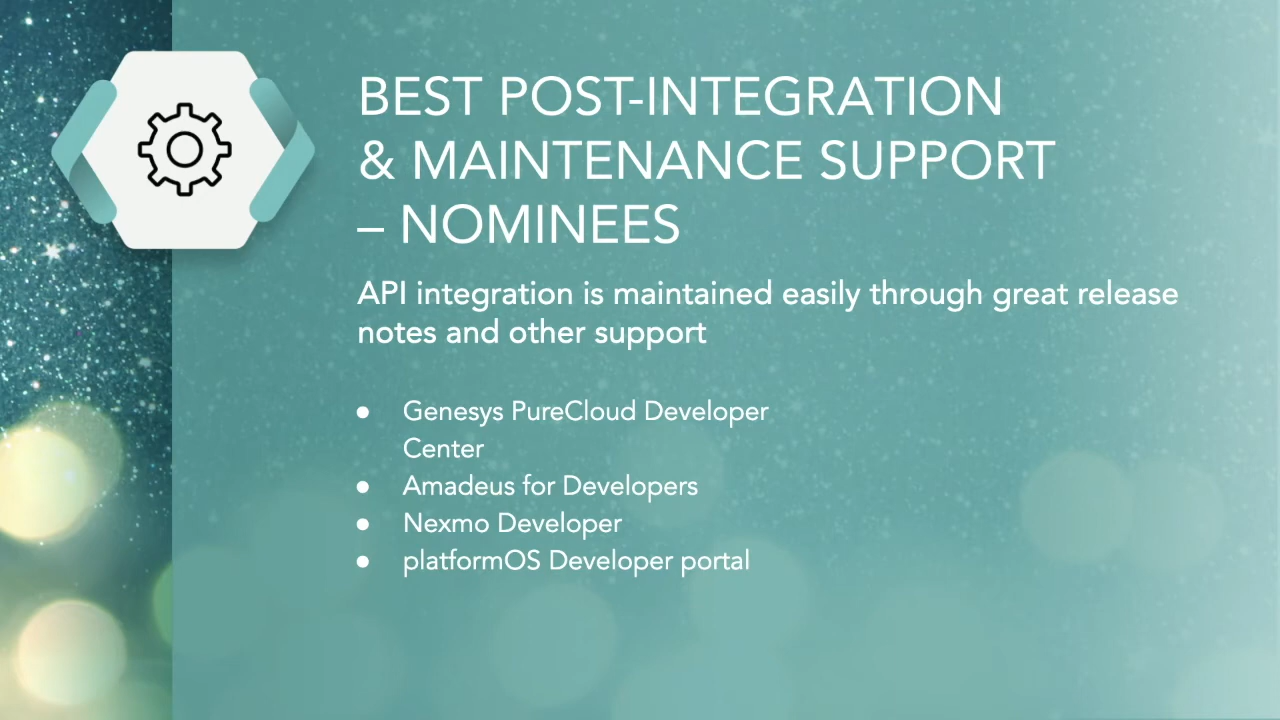 BEST POST-INTEGRATION
& MAINTENANCE SUPPORT
– NOMINEES
API integration is maintained easily through great release
notes and other support
● Genesys PureCloud Developer
Center
● Amadeus for Developers
● Nexmo Developer
● platformOS Developer portal